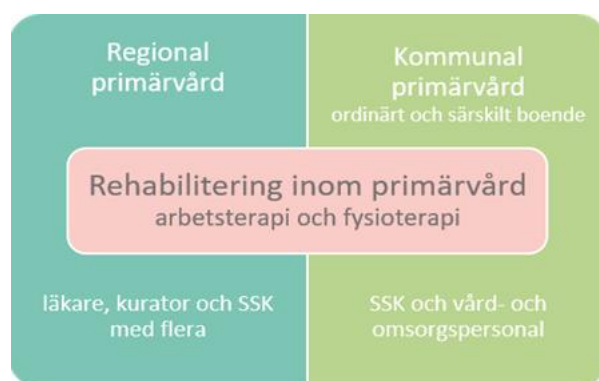 Regional
primärvård
Kommunal
primärvård
ordinärt och särskilt boende
Rehabilitering inom primärvård
arbetsterapi och fysioterapi
läkare, kurator och SSK
med flera
SSK och vård- och
omsorgspersonal